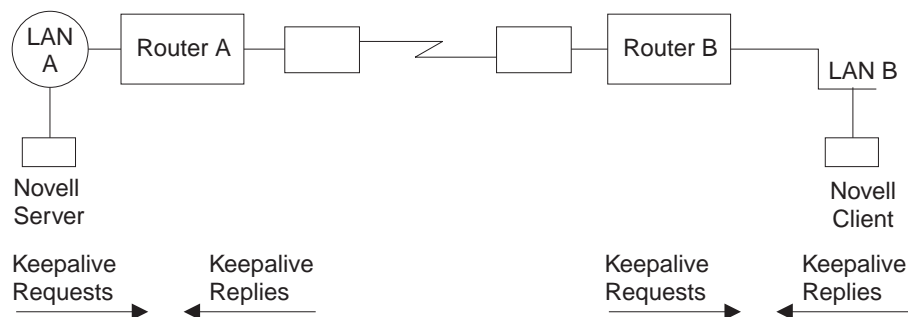 LAN
A
Router A
Router B
LAN B
Novell
Server
Novell
Client
Keepalive
Requests
Keepalive
Replies
Keepalive
Requests
Keepalive
Replies